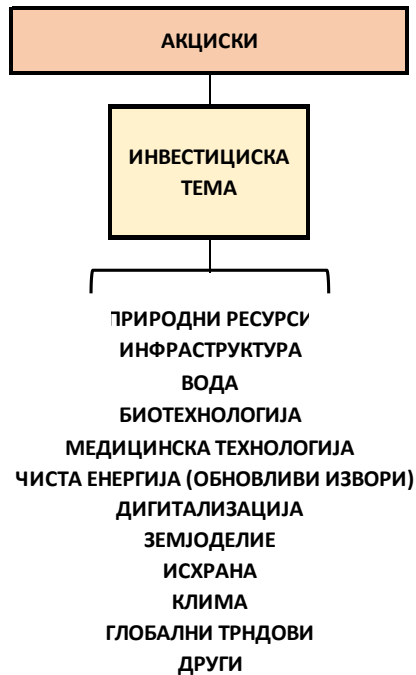 АКЦИСКИ
ИНВЕСТИЦИСКА
ТЕМА
ПРИРОДНИ РЕСУРСИ
ИНФРАСТРУКТУРА
ВОДА
БИОТЕХНОЛОГИЈА
МЕДИЦИНСКА ТЕХНОЛОГИЈА
ЧИСТА ЕНЕРГИЈА (ОБНОВЛИВИ ИЗВОРИ)
ДИГИТАЛИЗАЦИЈА
ЗЕМЈОДЕЛИЕ
ИСХРАНА
КЛИМА
ГЛОБАЛНИ ТРНДОВИ
ДРУГИ